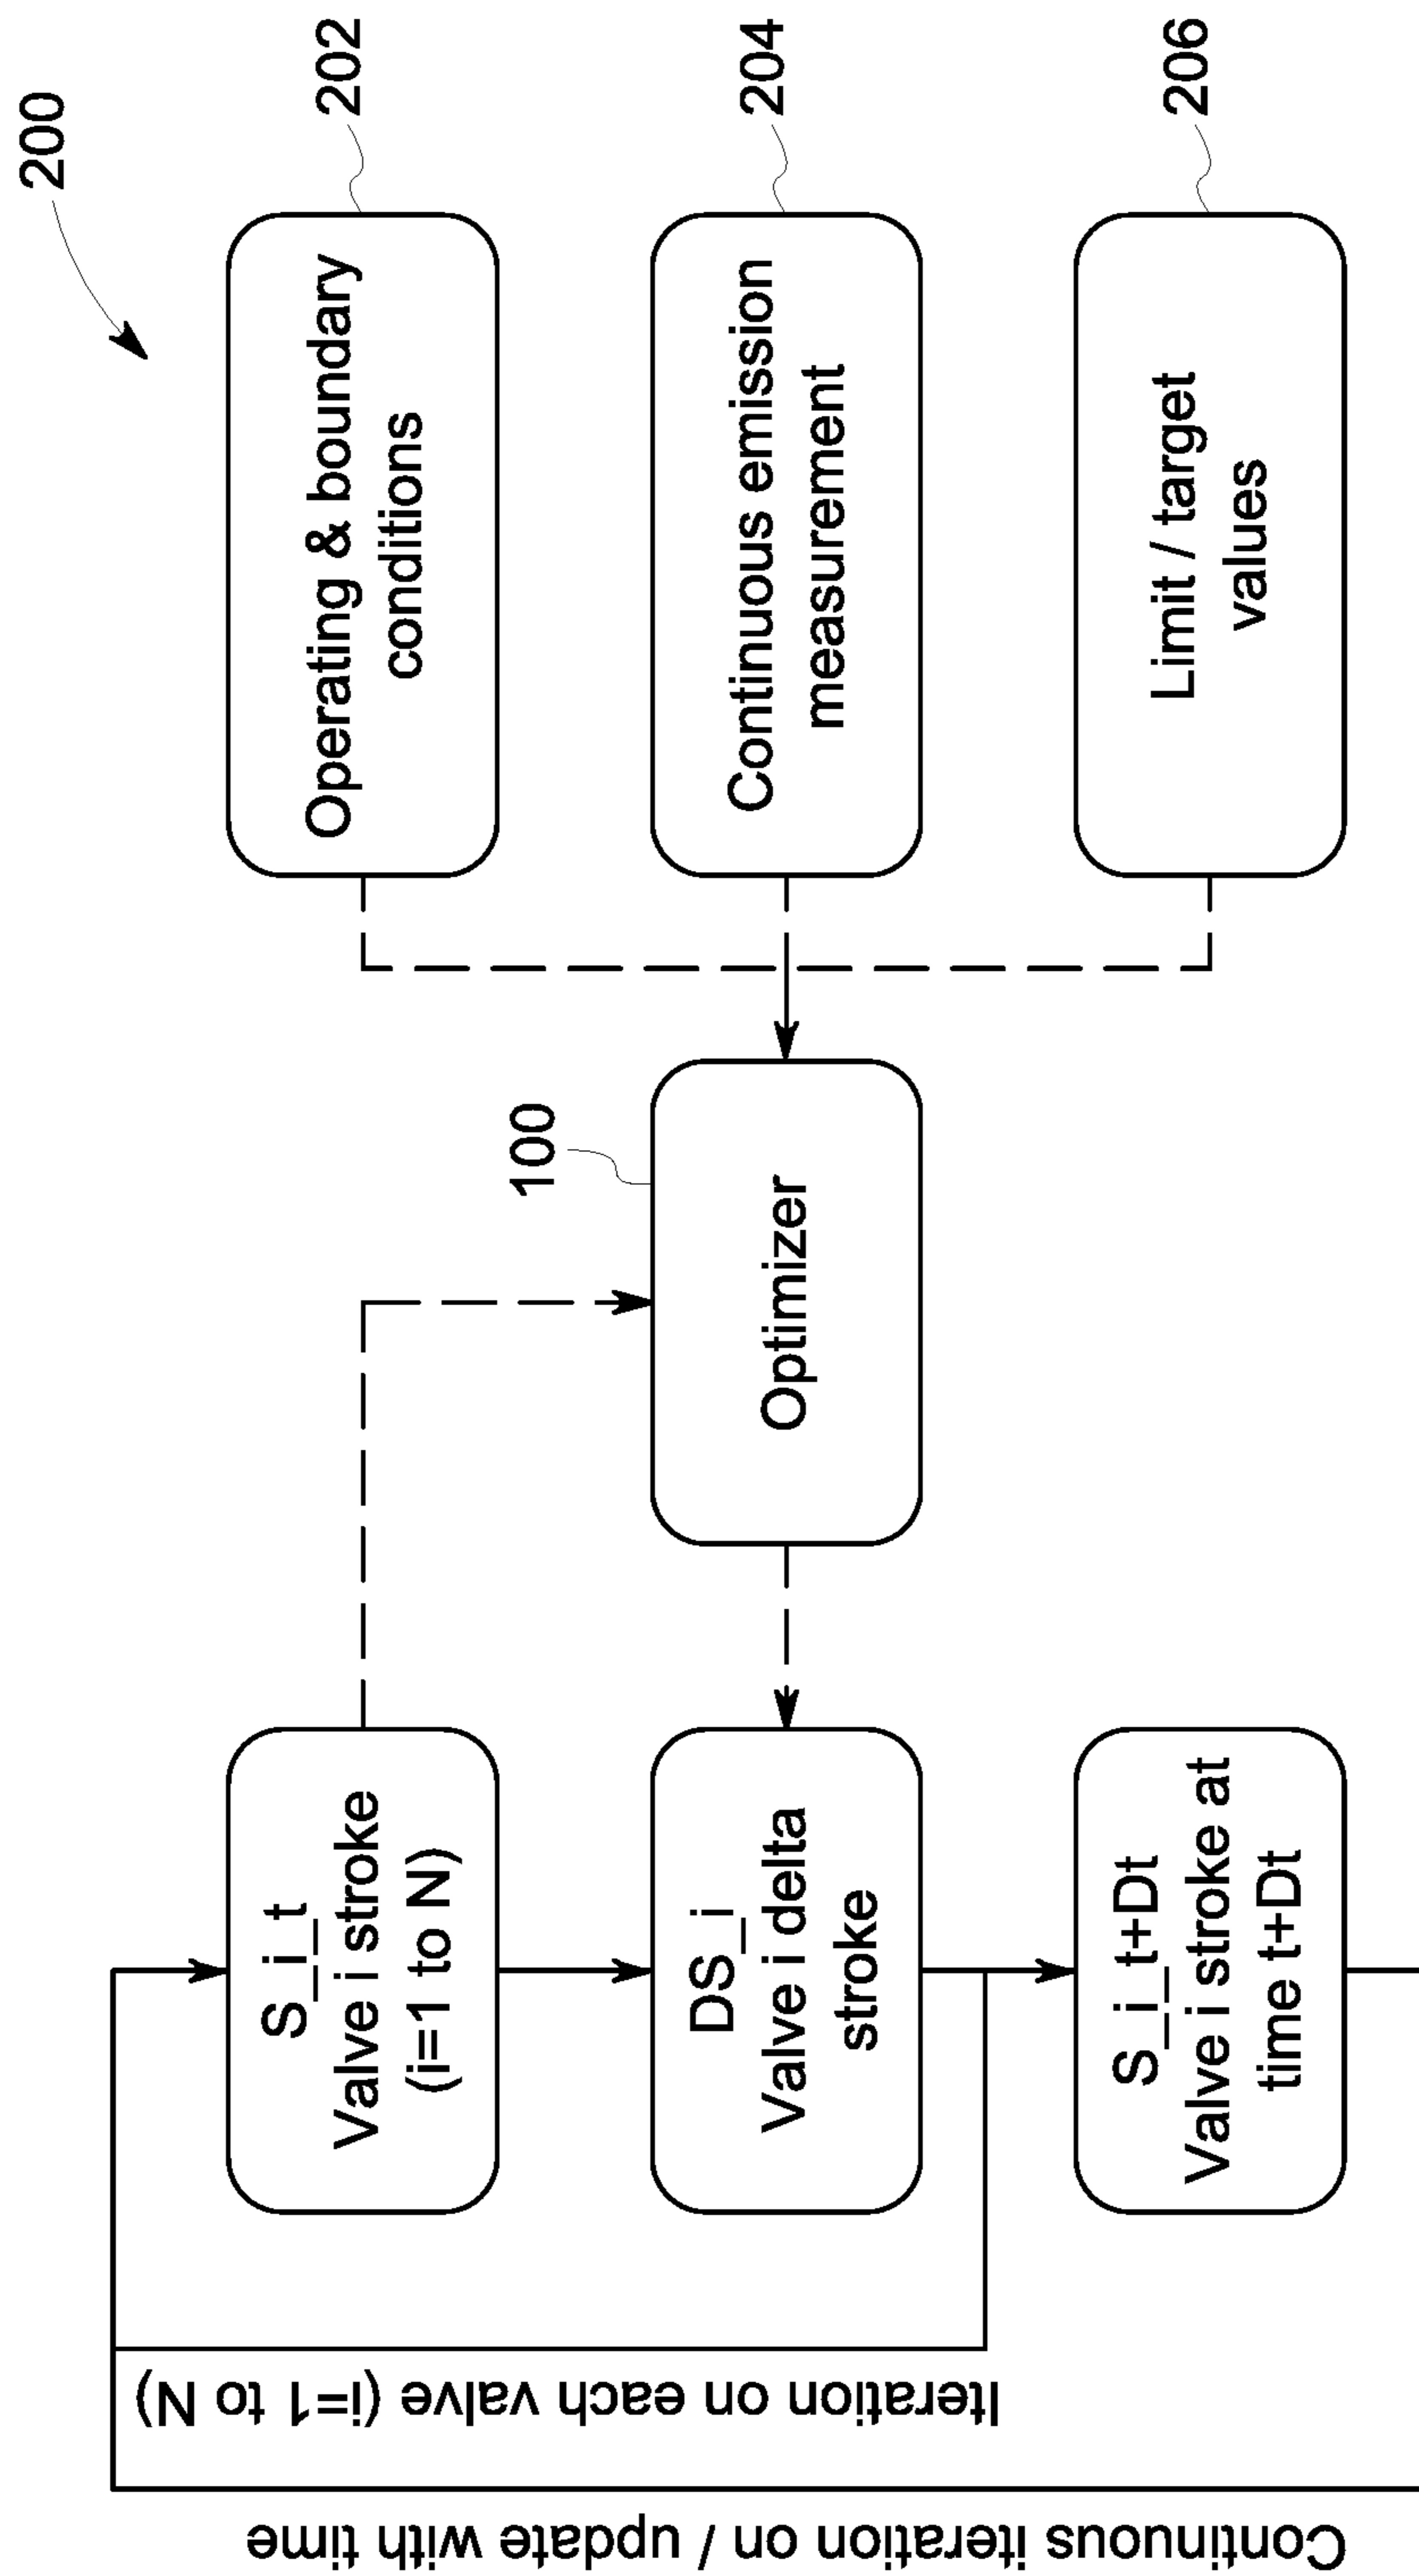 200
Continuous iteration on / update with time
Iteration on each valve (i=1 to N)
S_i_t
Valve i stroke
(i=1 to N)
DS_i
Valve i delta
stroke
S_i_t+Dt
Valve i stroke at
time t+Dt
100
Optimizer
Operating & boundary
conditions
202
Continuous emission
measurement
204
Limit / target
values
206